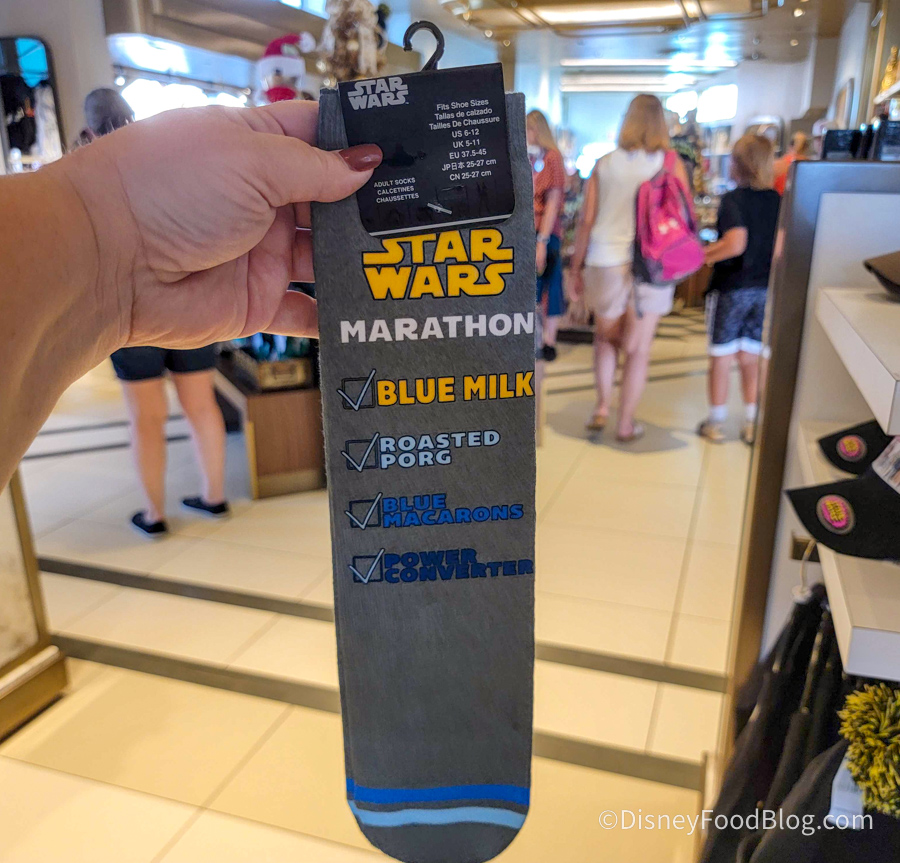 STAR
WARS
Fits Shoe Sizes
Tallas de calzado
Tailles De Chaussure
US 6-12
UK 5-11
EU 37.5-45
JP日本 25-27 cm
CN 25-27 cm
ADULT SOCKS
CALCETINES
CHAUSSETTES
STAR
WARS
MARATHON
BLUE MILK
ROASTED
PORG
BLUE
MACARONS
POWER
CONVERTER
©DisneyFoodBlog.com